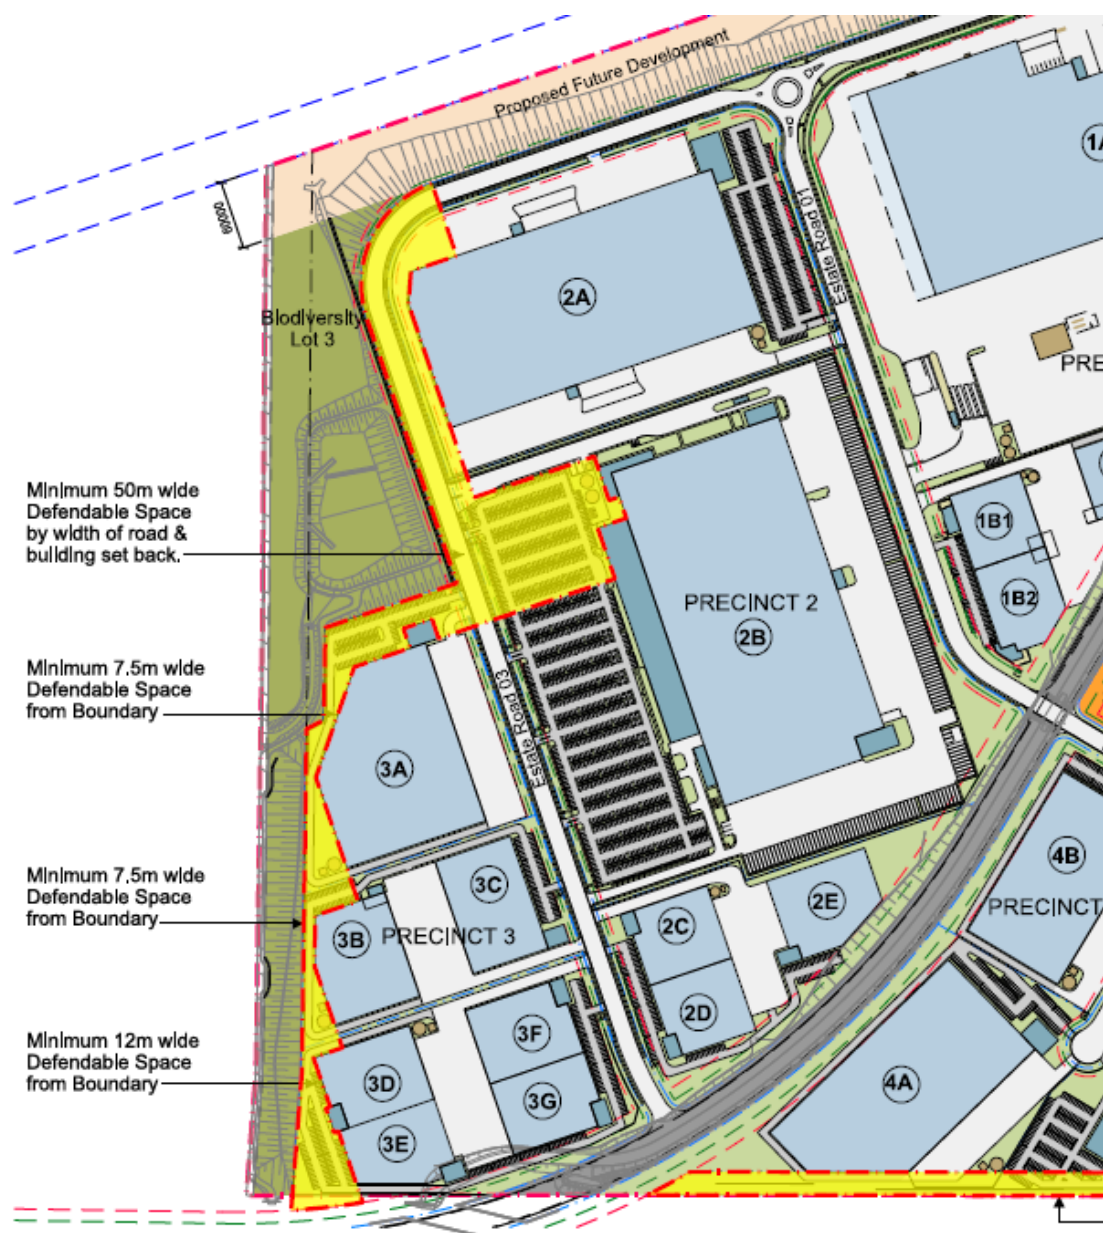 Proposed Future Development
60000
1A
Estate Road 01
2A
Biodiversity
Lot 3
PRE
Minimum 50m wide
Defendable Space
by width of road &
building set back.
1B1
1B2
PRECINCT 2
2B
Minimum 7.5m wide
Defendable Space
from Boundary
Estate Road 03
3A
4B
Minimum 7.5m wide
Defendable Space
from Boundary
3C
2E
PRECINCT
3B
PRECINCT 3
2C
2D
3F
Minimum 12m wide
Defendable Space
from Boundary
3D
3G
4A
3E